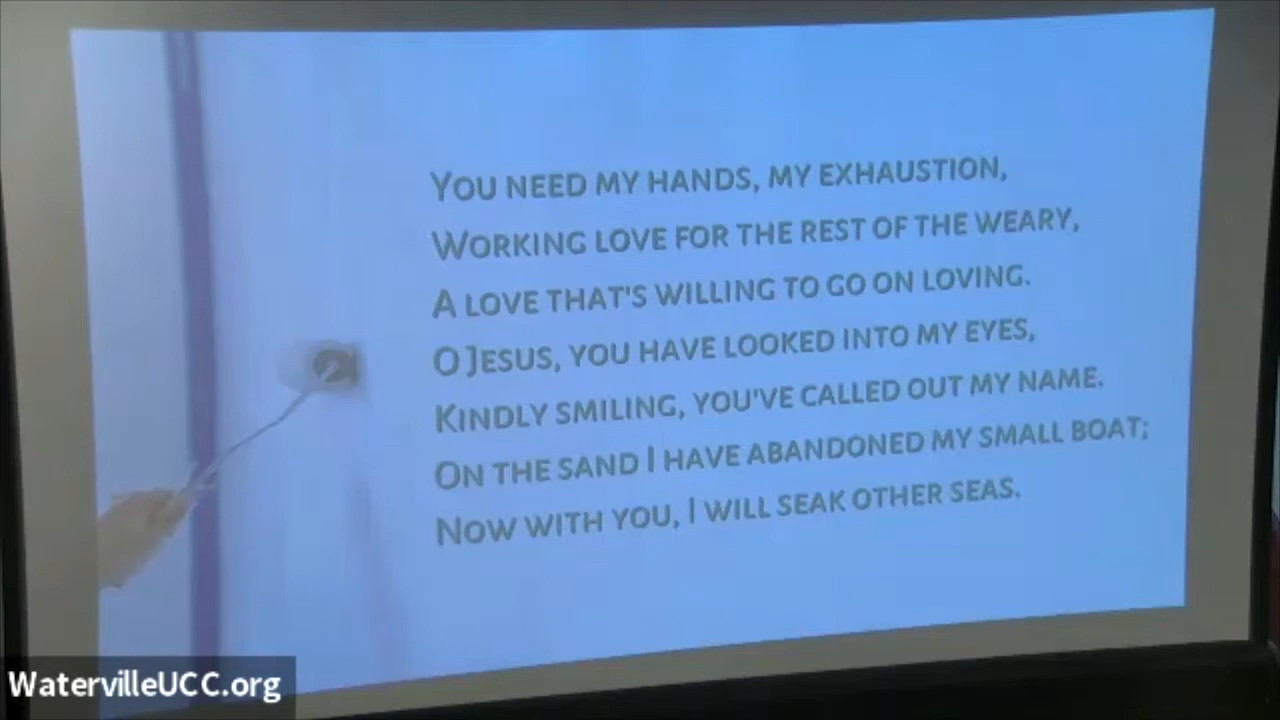 You need my hands, my exhaustion,
Working love for the rest of the weary,
A love that's willing to go on loving.
O Jesus, you have looked into my eyes,
Kindly smiling, you've called out my name.
On the sand I have abandoned my small boat;
Now with you, I will seak other seas.
WatervilleUCC.org